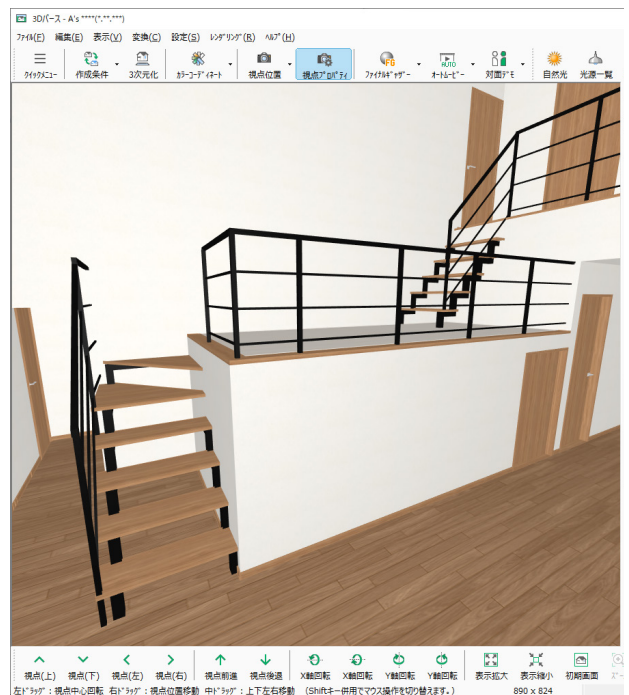 3Dパース - A's ****(*.**.***)
ﾌｧｲﾙ(F) 編集(E) 表示(V) 変換(C) 設定(S) ﾚﾝﾀﾞﾘﾝｸﾞ(R) ﾍﾙﾌﾟ(H)
ｸｲｯｸﾒﾆｭｰ 作成条件 3次元化 ｶﾗｰｺｰﾃﾞｨﾈｰﾄ 視点位置 視点ﾌﾟﾛﾊﾟﾃｨ ﾌｧｲﾅﾙｷﾞｬｻﾞｰ ｵｰﾄﾑｰﾋﾞｰ 対面ﾃﾞﾓ 自然光 光源一覧
FG AUTO
視点(上) 視点(下) 視点(左) 視点(右) 視点前進 視点後退 X軸回転 X軸回転 Y軸回転 Y軸回転 表示拡大 表示縮小 初期画面
左ﾄﾞﾗｯｸﾞ：視点中心回転 右ﾄﾞﾗｯｸﾞ：視点位置移動 中ﾄﾞﾗｯｸﾞ：上下左右移動 (Shiftキー併用でマウス操作を切り替えます。) 890 x 824